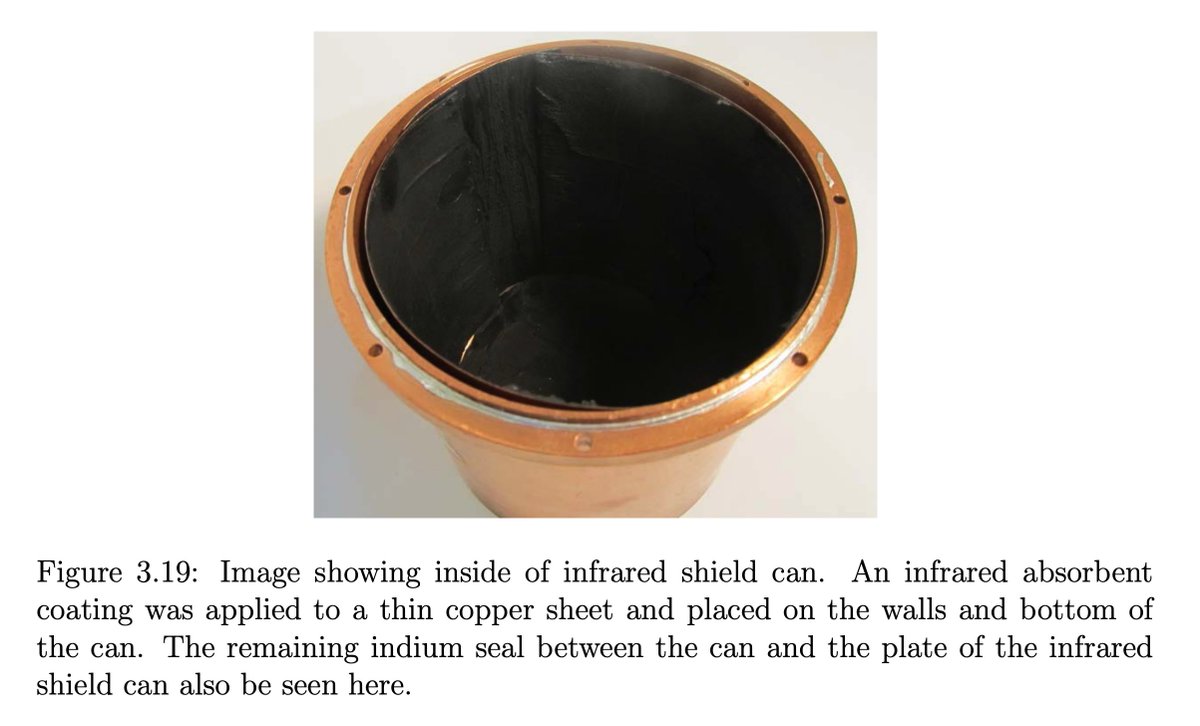 Figure 3.19: Image showing inside of infrared shield can. An infrared absorbent
coating was applied to a thin copper sheet and placed on the walls and bottom of
the can. The remaining indium seal between the can and the plate of the infrared
shield can also be seen here.